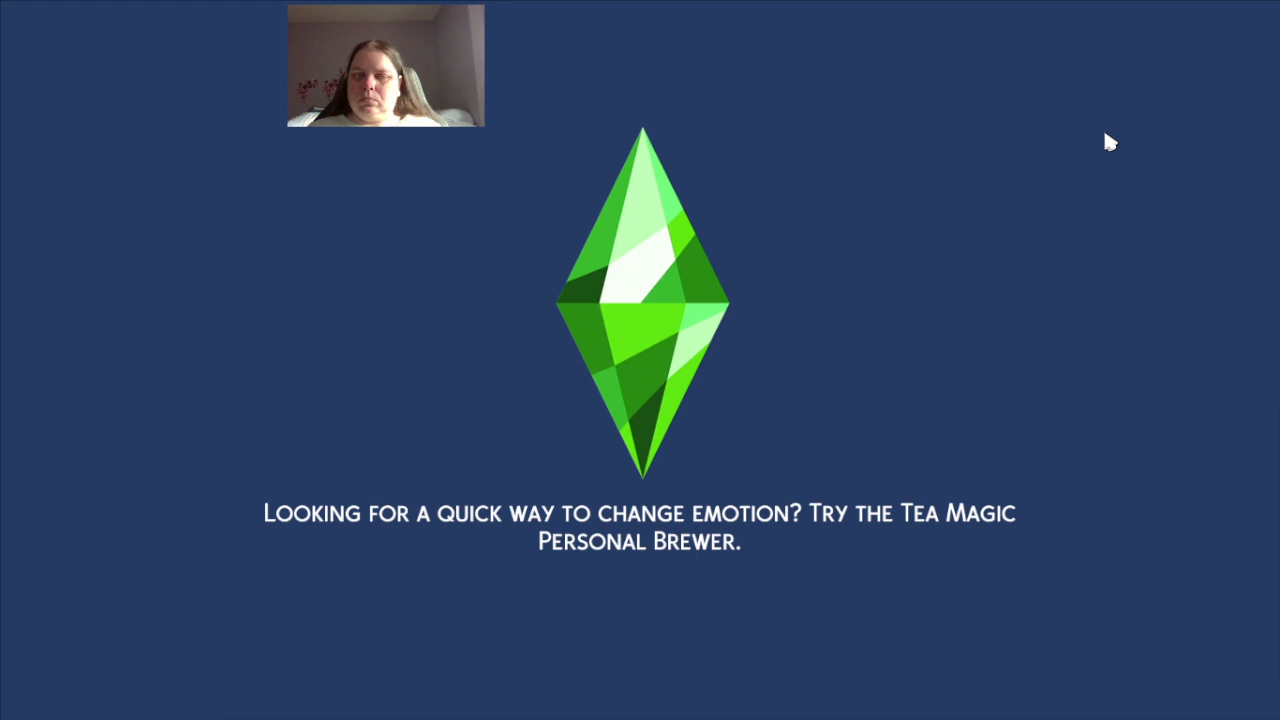 Looking for a quick way to change emotion? Try the Tea Magic
Personal Brewer.